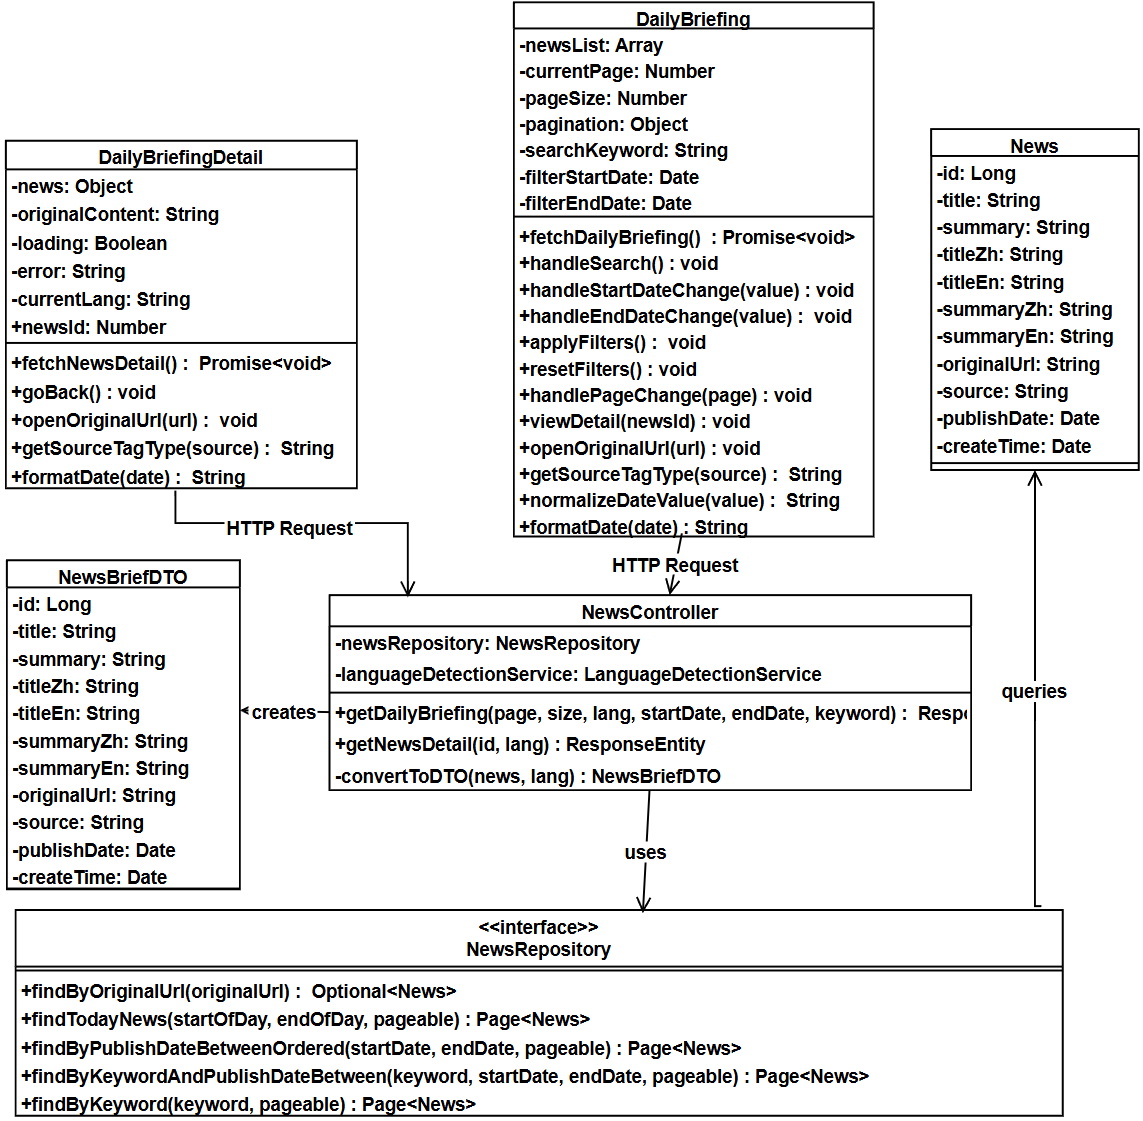 DailyBriefing
-newsList: Array
-currentPage: Number
-pageSize: Number
-pagination: Object
-searchKeyword: String
-filterStartDate: Date
-filterEndDate: Date
+fetchDailyBriefing() : Promise<void>
+handleSearch() : void
+handleStartDateChange(value) : void
+handleEndDateChange(value) : void
+applyFilters() : void
+resetFilters() : void
+handlePageChange(page) : void
+viewDetail(newsId) : void
+openOriginalUrl(url) : void
+getSourceTagType(source) : String
+normalizeDateValue(value) : String
+formatDate(date) : String
DailyBriefingDetail
-news: Object
-originalContent: String
-loading: Boolean
-error: String
-currentLang: String
+newsId: Number
+fetchNewsDetail() : Promise<void>
+goBack() : void
+openOriginalUrl(url) : void
+getSourceTagType(source) : String
+formatDate(date) : String
News
-id: Long
-title: String
-summary: String
-titleZh: String
-titleEn: String
-summaryZh: String
-summaryEn: String
-originalUrl: String
-source: String
-publishDate: Date
-createTime: Date
HTTP Request
HTTP Request
NewsBriefDTO
-id: Long
-title: String
-summary: String
-titleZh: String
-titleEn: String
-summaryZh: String
-summaryEn: String
-originalUrl: String
-source: String
-publishDate: Date
-createTime: Date
creates
NewsController
-newsRepository: NewsRepository
-languageDetectionService: LanguageDetectionService
+getDailyBriefing(page, size, lang, startDate, endDate, keyword) :
+getNewsDetail(id, lang) : ResponseEntity
-convertToDTO(news, lang) : NewsBriefDTO
queries
uses
<<interface>>
NewsRepository
+findByOriginalUrl(originalUrl) : Optional<News>
+findTodayNews(startOfDay, endOfDay, pageable) : Page<News>
+findByPublishDateBetweenOrdered(startDate, endDate, pageable) : Page<News>
+findByKeywordAndPublishDateBetween(keyword, startDate, endDate, pageable) : Page<News>
+findByKeyword(keyword, pageable) : Page<News>